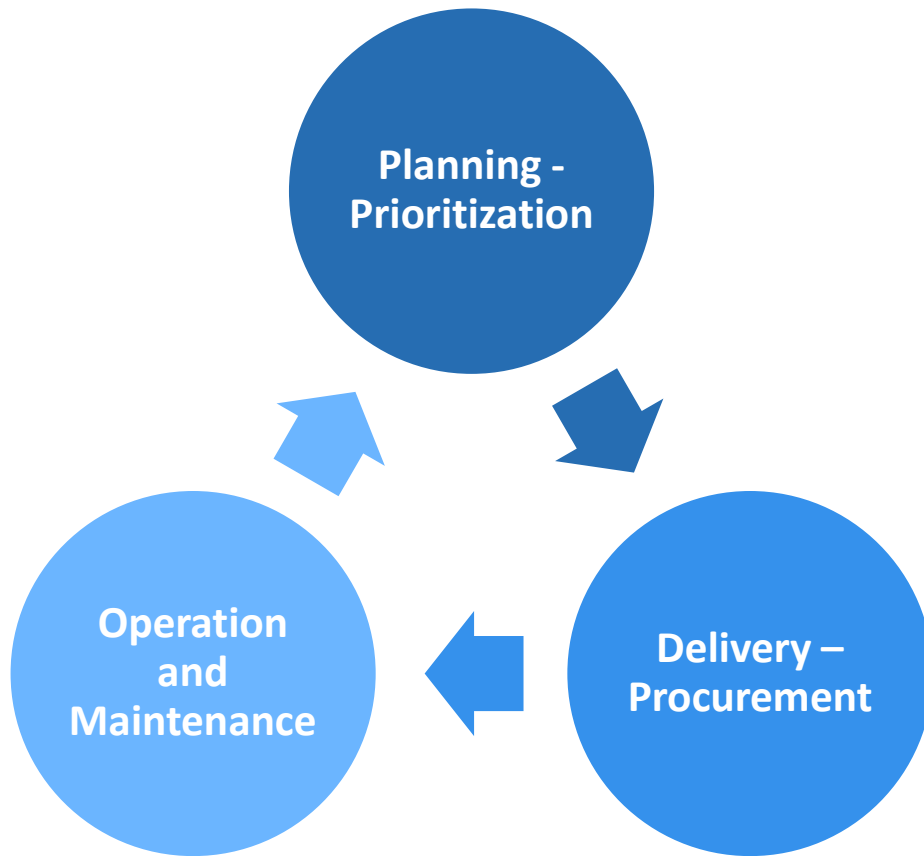 Planning -
Prioritization
Delivery –
Procurement
Operation
and
Maintenance